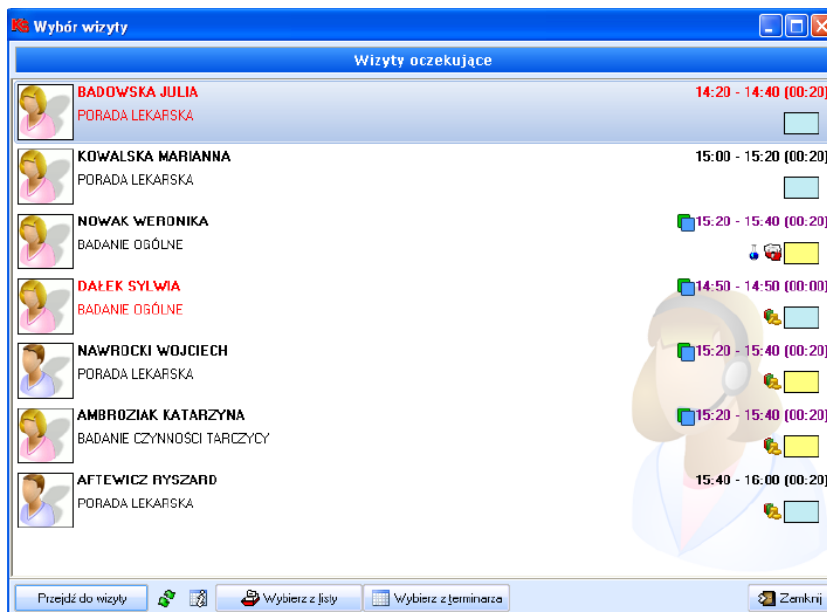 KS Wybór wizyty
Wizyty oczekujące
BADOWSKA JULIA 14:20 - 14:40 (00:20)
PORADA LEKARSKA
KOWALSKA MARIANNA 15:00 - 15:20 (00:20)
PORADA LEKARSKA
NOWAK WERONIKA 15:20 - 15:40 (00:20)
BADANIE OGÓLNE
DAŁEK SYLWIA 14:50 - 14:50 (00:00)
BADANIE OGÓLNE
NAWROCKI WOJCIECH 15:20 - 15:40 (00:20)
PORADA LEKARSKA
AMBROZIAK KATARZYNA 15:20 - 15:40 (00:20)
BADANIE CZYNNOŚCI TARCZYCY
AFTEWICZ RYSZARD 15:40 - 16:00 (00:20)
PORADA LEKARSKA
Przejdź do wizyty Wybierz z listy Wybierz z terminarza Zamknij